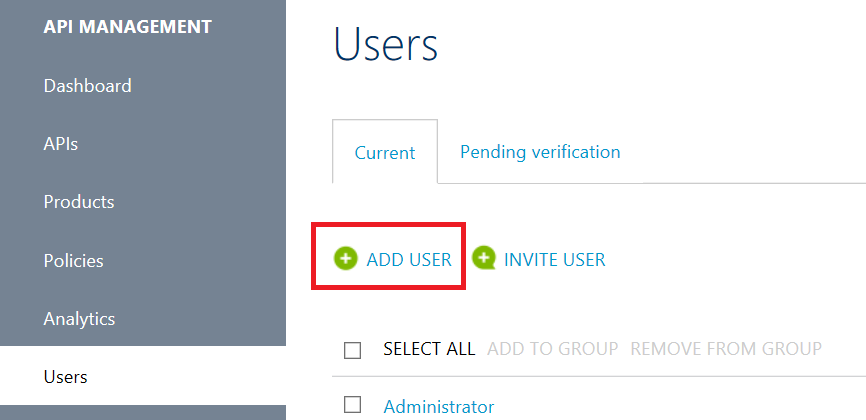 API MANAGEMENT
Dashboard
APIs
Products
Policies
Analytics
Users
Users
Current Pending verification
ADD USER INVITE USER
SELECT ALL ADD TO GROUP REMOVE FROM GROUP
Administrator